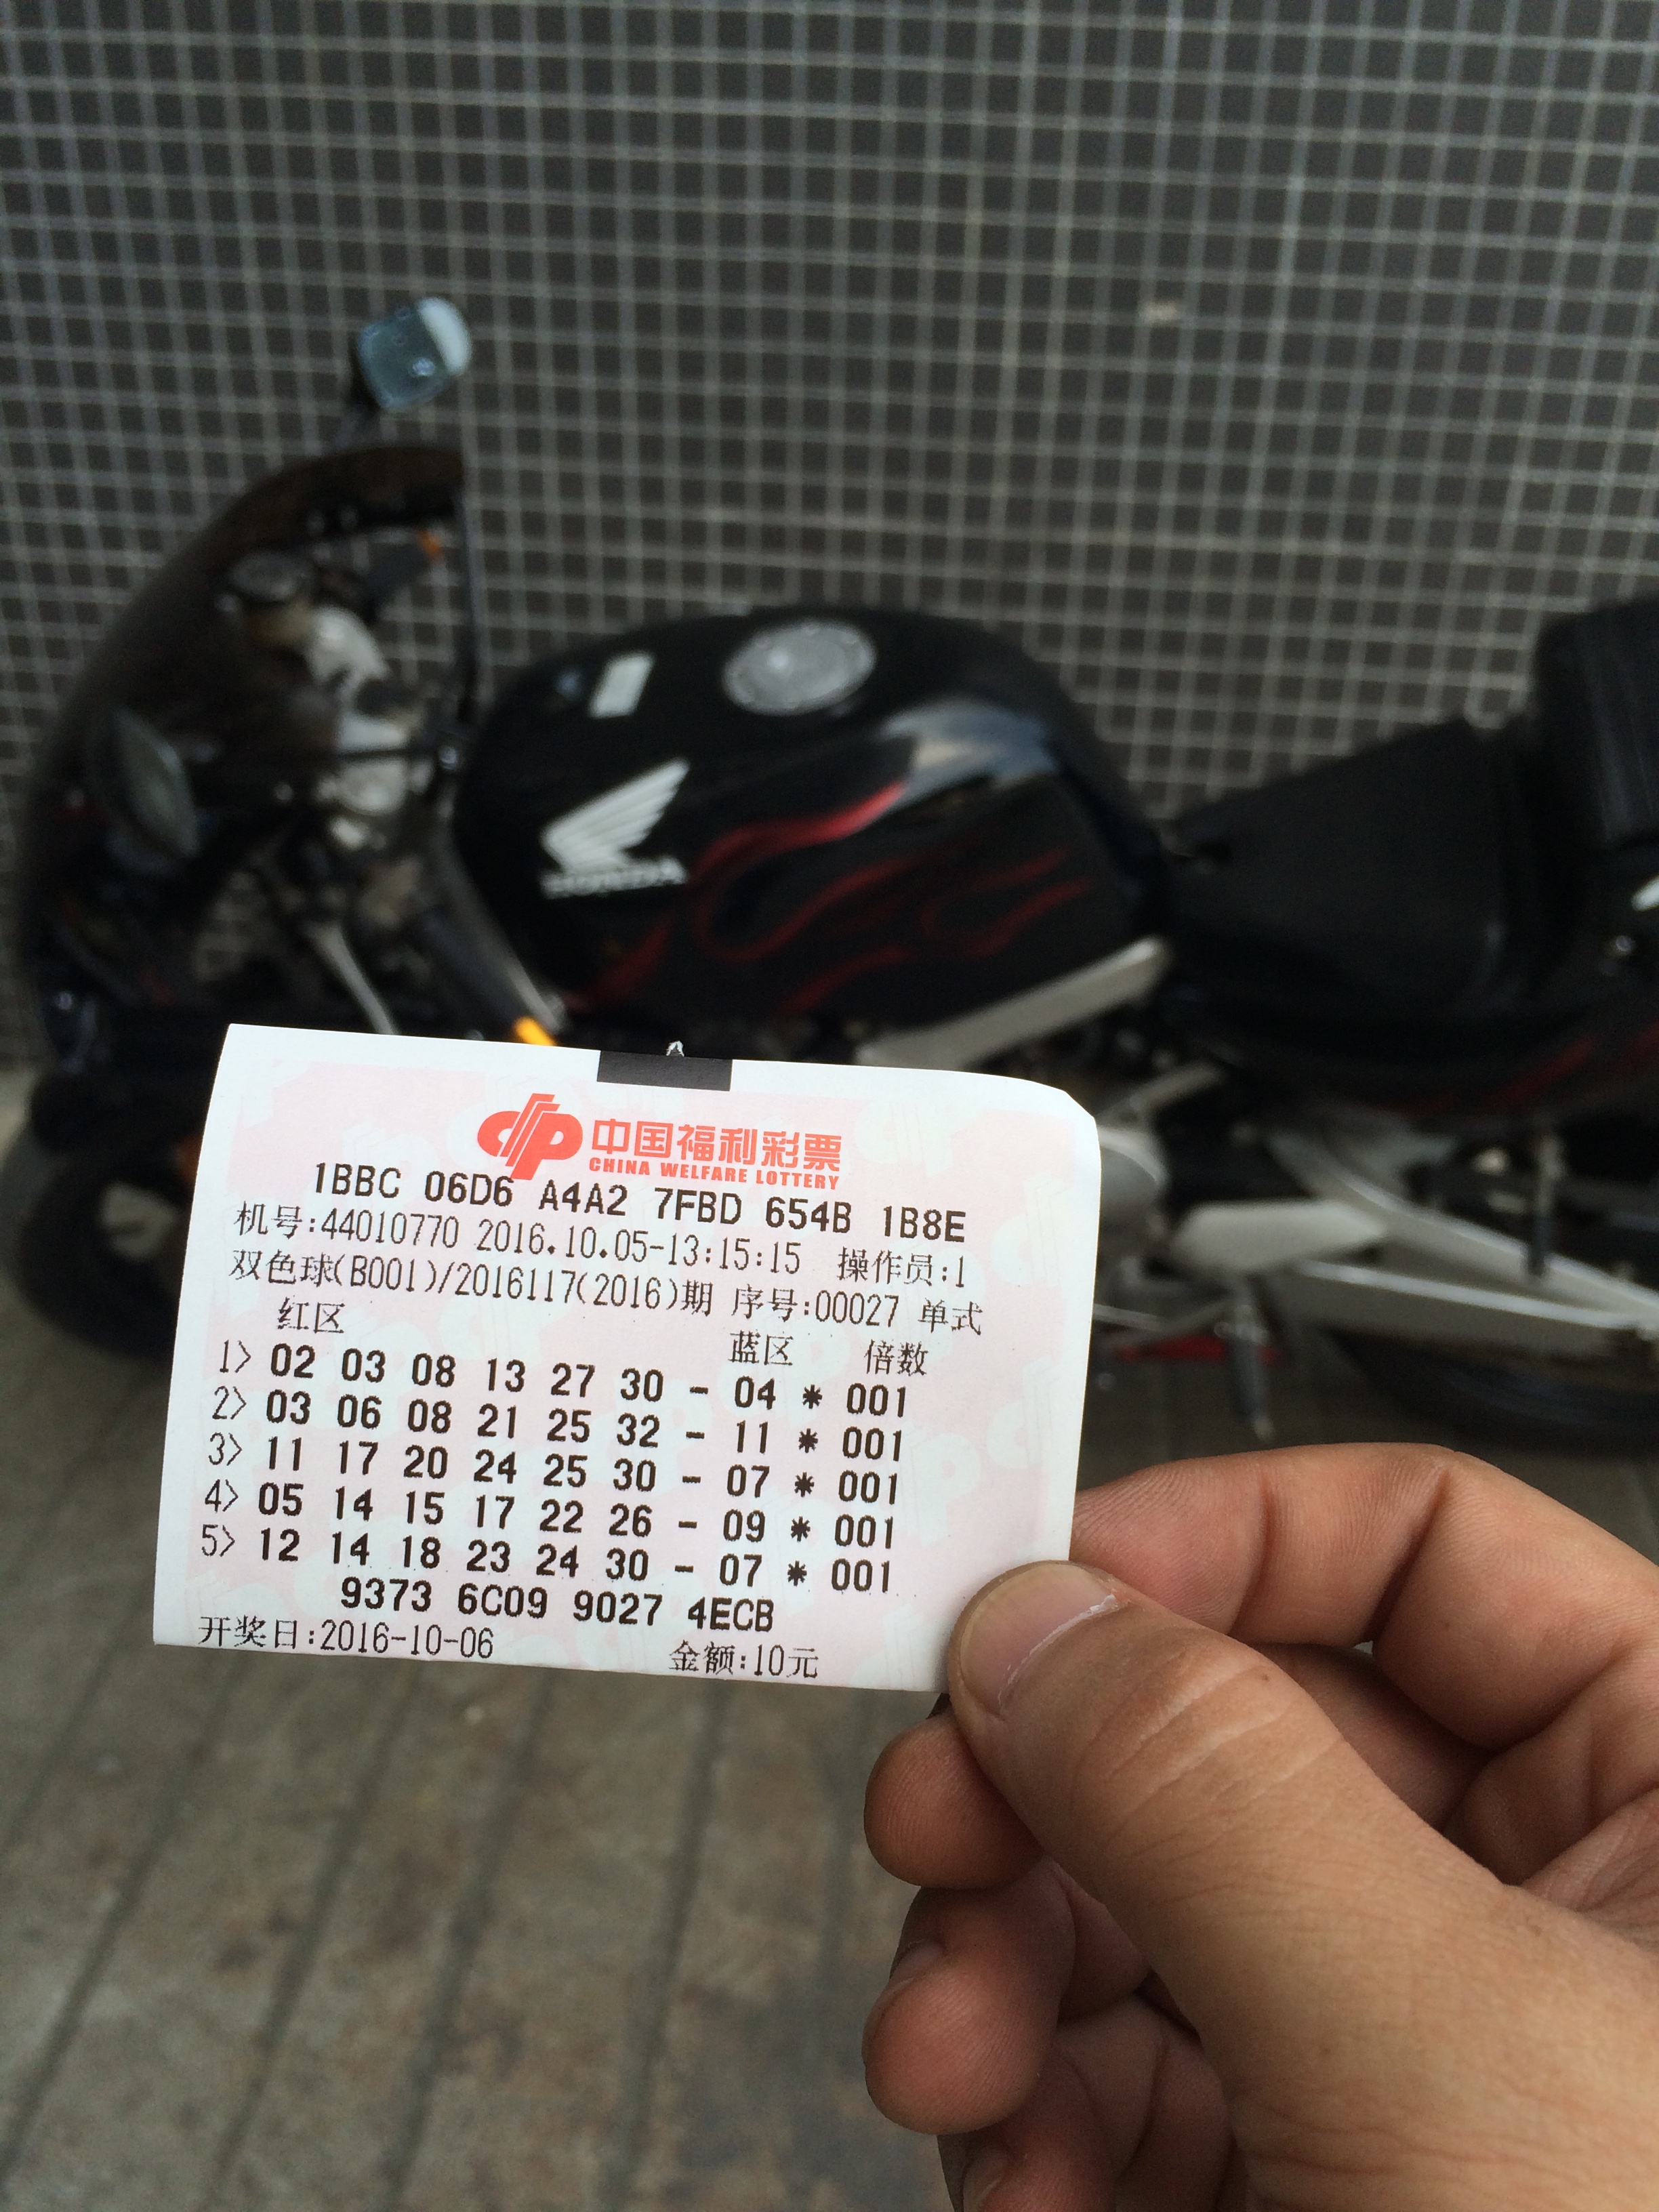 HONDA
中国福利彩票
CHINA WELFARE LOTTERY
1BBC 06D6 A4A2 7FBD 654B 1B8E
机号:44010770 2016.10.05-13:15:15 操作员:1
双色球(B001)/2016117(2016)期 序号:00027 单式
红区 蓝区 倍数
1> 02 03 08 13 27 30 - 04 * 001
2> 03 06 08 21 25 32 - 11 * 001
3> 11 17 20 24 25 30 - 07 * 001
4> 05 14 15 17 22 26 - 09 * 001
5> 12 14 18 23 24 30 - 07 * 001
9373 6C09 9027 4ECB
开奖日:2016-10-06 金额:10元